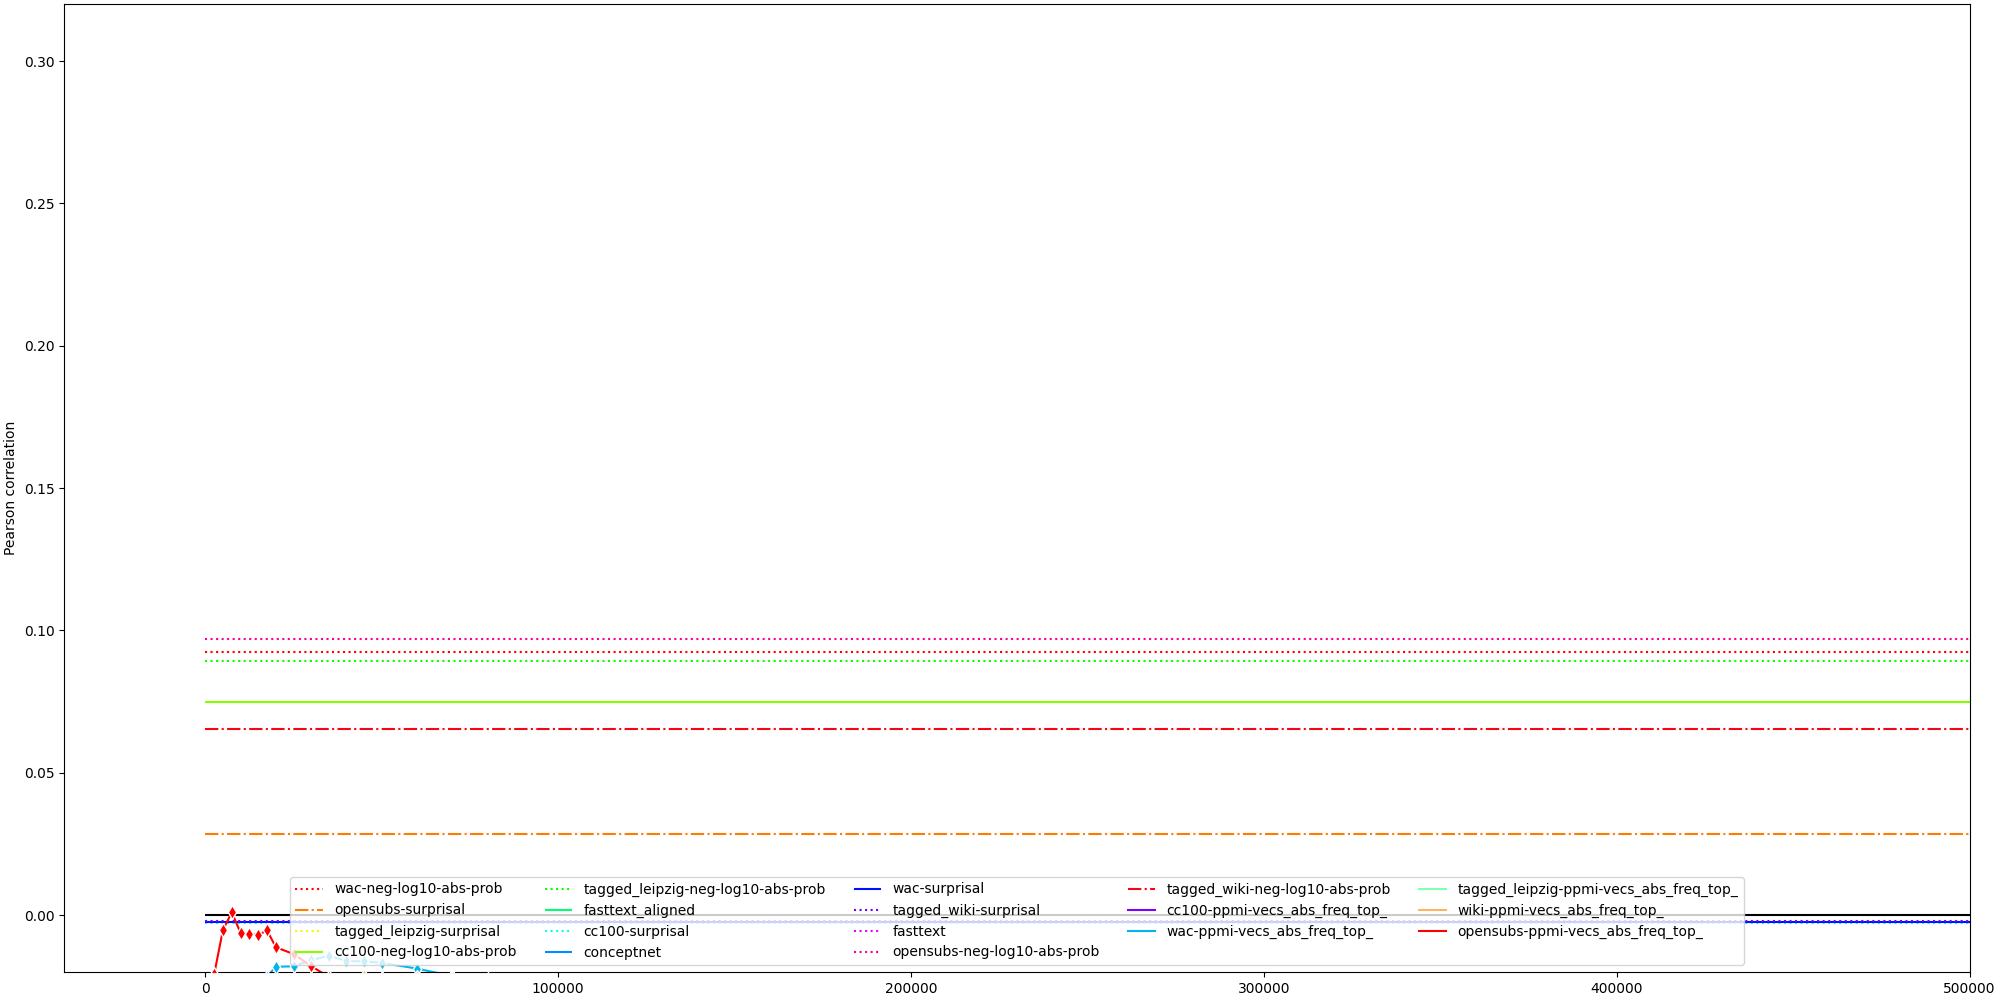 0.30
0.25
0.20
0.15
0.10
0.05
0.00
Pearson correlation
wac-neg-log10-abs-prob
opensubs-surprisal
tagged_leipzig-surprisal
cc100-neg-log10-abs-prob
tagged_leipzig-neg-log10-abs-prob
fasttext_aligned
cc100-surprisal
conceptnet
wac-surprisal
tagged_wiki-surprisal
fasttext
opensubs-neg-log10-abs-prob
tagged_wiki-neg-log10-abs-prob
cc100-ppmi-vecs_abs_freq_top_
wac-ppmi-vecs_abs_freq_top_
tagged_leipzig-ppmi-vecs_abs_freq_top_
wiki-ppmi-vecs_abs_freq_top_
opensubs-ppmi-vecs_abs_freq_top_
0
100000
200000
300000
400000
500000